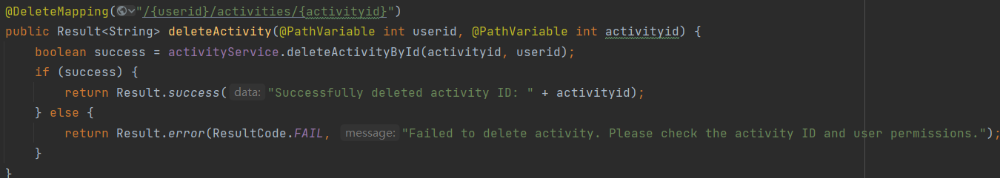 @DeleteMapping("/{userid}/activities/{activityid}")
public Result<String> deleteActivity(@PathVariable int userid, @PathVariable int activityid) {
boolean success = activityService.deleteActivityById(activityid, userid);
if (success) {
return Result.success( data: "Successfully deleted activity ID: " + activityid);
} else {
return Result.error(ResultCode.FAIL, message: "Failed to delete activity. Please check the activity ID and user permissions.");
}
}